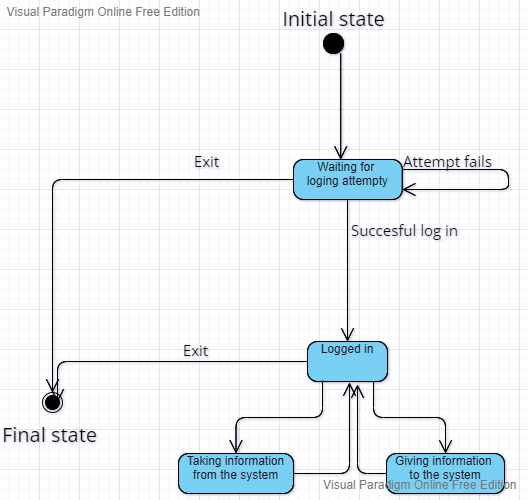 Visual Paradigm Online Free Edition
Initial state
Exit
Waiting for
loging attempty
Attempt fails
Succesful log in
Exit
Logged in
Final state
Taking information
from the system
Giving information
to the system
Visual Paradigm Online Free Edition